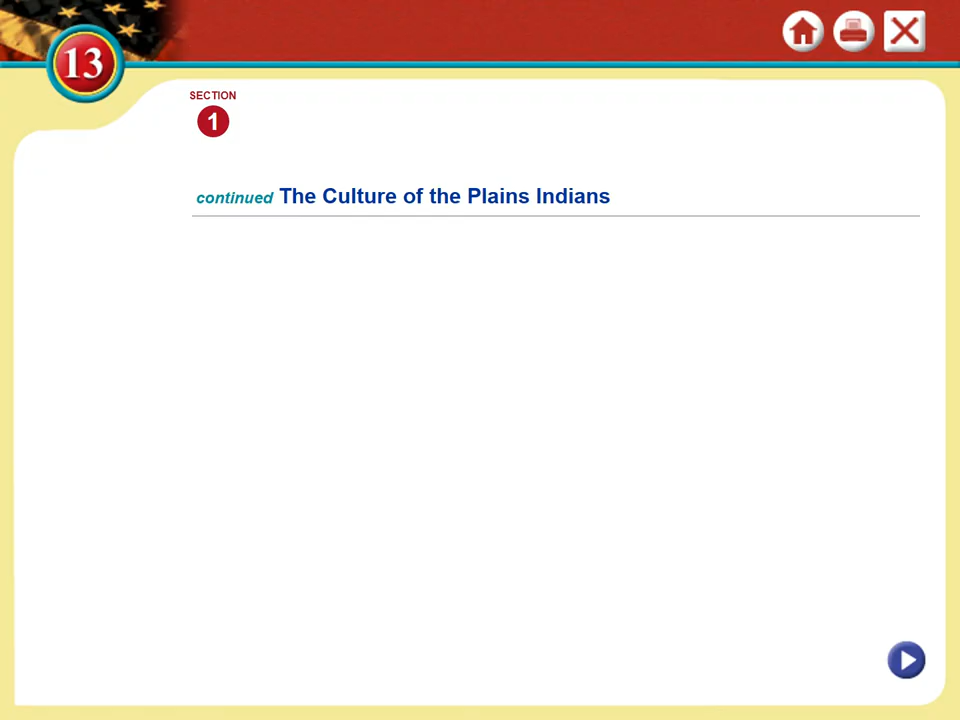 13
SECTION
1
continued The Culture of the Plains Indians